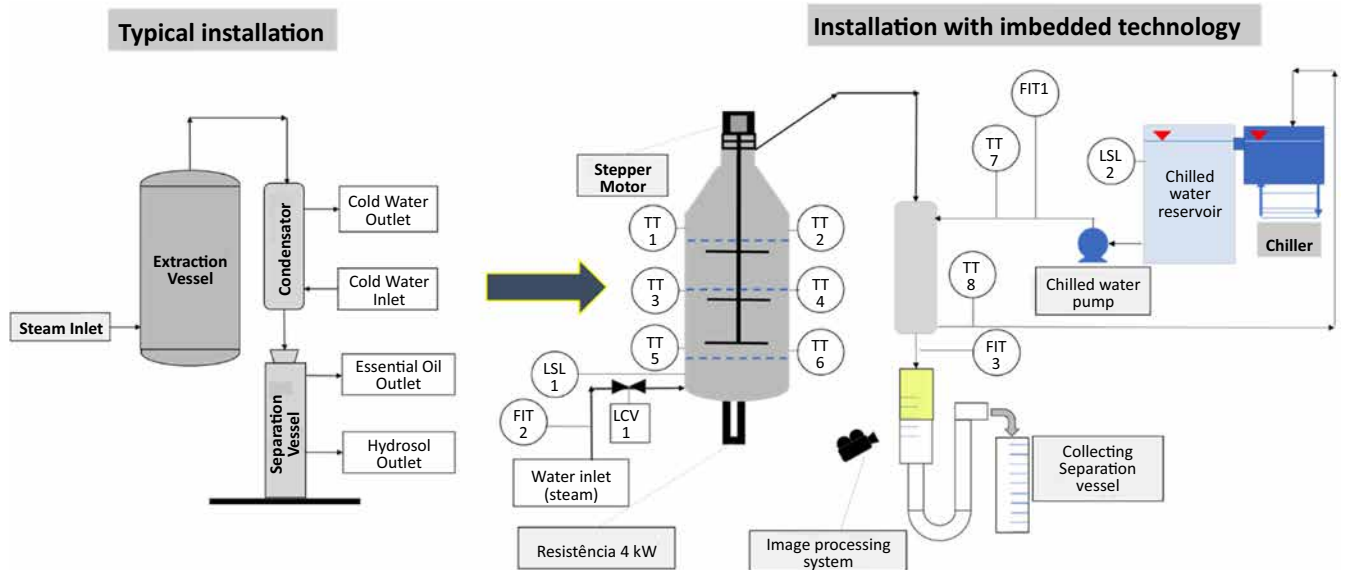 Typical installation
Installation with imbedded technology
Extraction
Vessel
Steam Inlet
Condensator
Cold Water
Outlet
Cold Water
Inlet
Separation
Vessel
Essential Oil
Outlet
Hydrosol
Outlet
Stepper
Motor
TT
1
TT
2
TT
3
TT
4
TT
5
TT
6
LSL
1
FIT
2
LCV
1
Water inlet
(steam)
Resistência 4 kW
FIT1
TT
7
LSL
2
Chilled
water
reservoir
Chiller
TT
8
Chilled water
pump
FIT
3
Collecting
Separation
vessel
Image processing
system